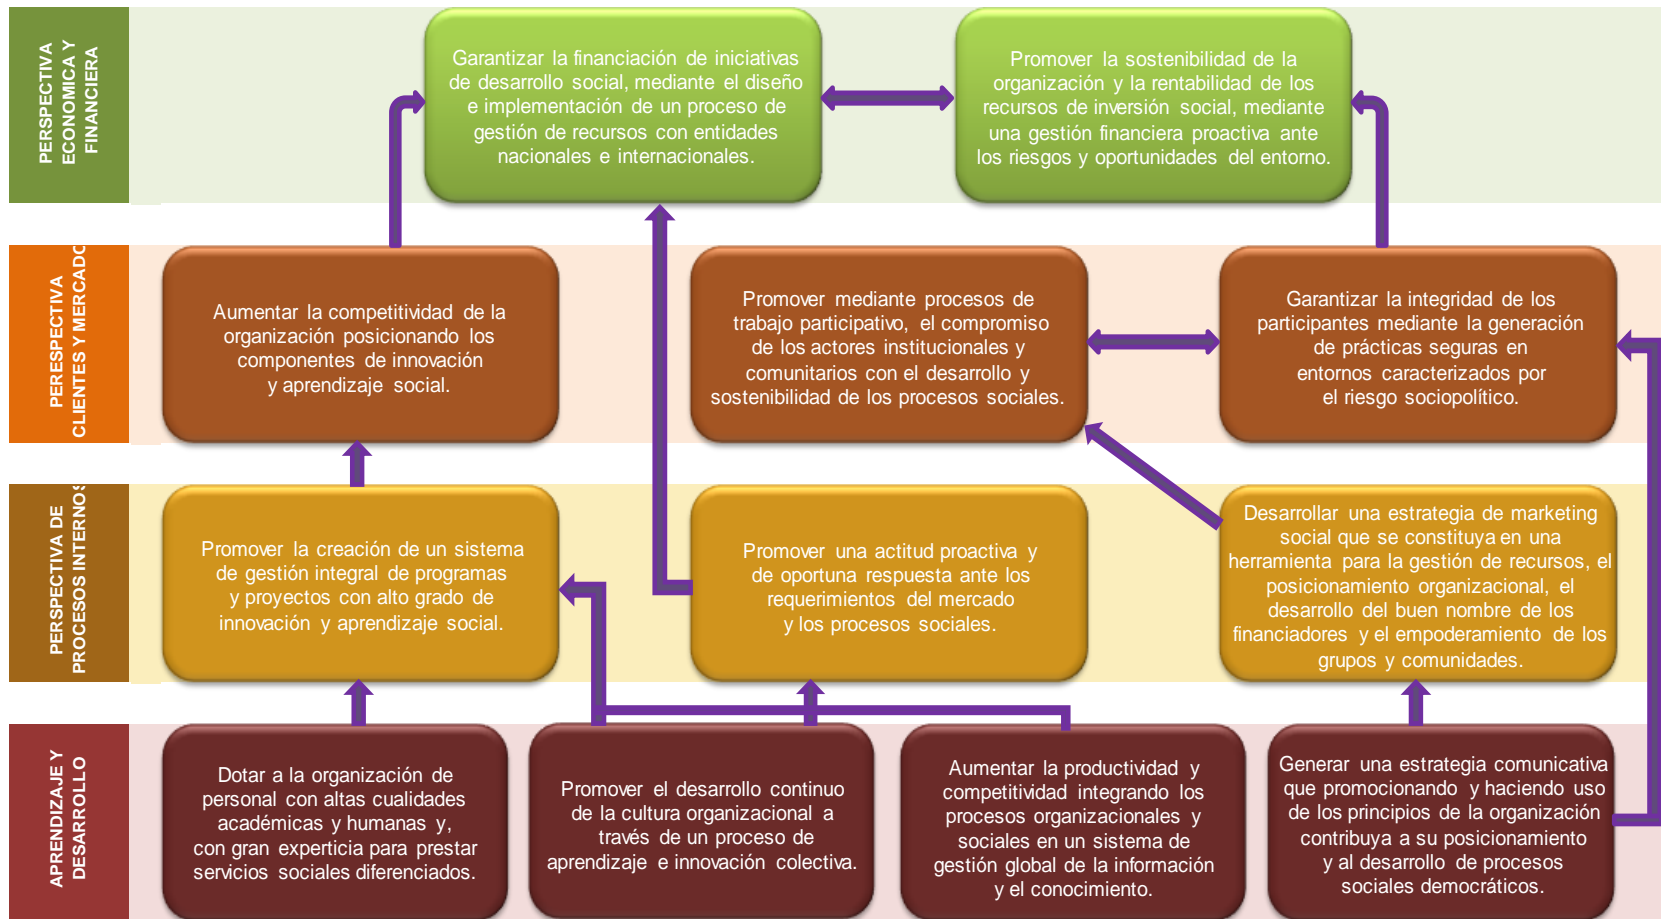 PERSPECTIVA
ECONOMICA Y
FINANCIERA
Garantizar la financiación de iniciativas
de desarrollo social, mediante el diseño
e implementación de un proceso de
gestión de recursos con entidades
nacionales e internacionales.
Promover la sostenibilidad de la
organización y la rentabilidad de los
recursos de inversión social, mediante
una gestión financiera proactiva ante
los riesgos y oportunidades del entorno.
PERESPECTIVA
CLIENTES Y MERCADO
Aumentar la competitividad de la
organización posicionando los
componentes de innovación
y aprendizaje social.
Promover mediante procesos de
trabajo participativo, el compromiso
de los actores institucionales y
comunitarios con el desarrollo y
sostenibilidad de los procesos sociales.
Garantizar la integridad de los
participantes mediante la generación
de prácticas seguras en
entornos caracterizados por
el riesgo sociopolítico.
PERSPECTIVA DE
PROCESOS INTERNOS
Promover la creación de un sistema
de gestión integral de programas
y proyectos con alto grado de
innovación y aprendizaje social.
Promover una actitud proactiva y
de oportuna respuesta ante los
requerimientos del mercado
y los procesos sociales.
Desarrollar una estrategia de marketing
social que se constituya en una
herramienta para la gestión de recursos, el
posicionamiento organizacional, el
desarrollo del buen nombre de los
financiadores y el empoderamiento de los
grupos y comunidades.
APRENDIZAJE Y
DESARROLLO
Dotar a la organización de
personal con altas cualidades
académicas y humanas y,
con gran experticia para prestar
servicios sociales diferenciados.
Promover el desarrollo continuo
de la cultura organizacional a
través de un proceso de
aprendizaje e innovación colectiva.
Aumentar la productividad y
competitividad integrando los
procesos organizacionales y
sociales en un sistema de
gestión global de la información
y el conocimiento.
Generar una estrategia comunicativa
que promocionando y haciendo uso
de los principios de la organización
contribuya a su posicionamiento
y al desarrollo de procesos
sociales democráticos.